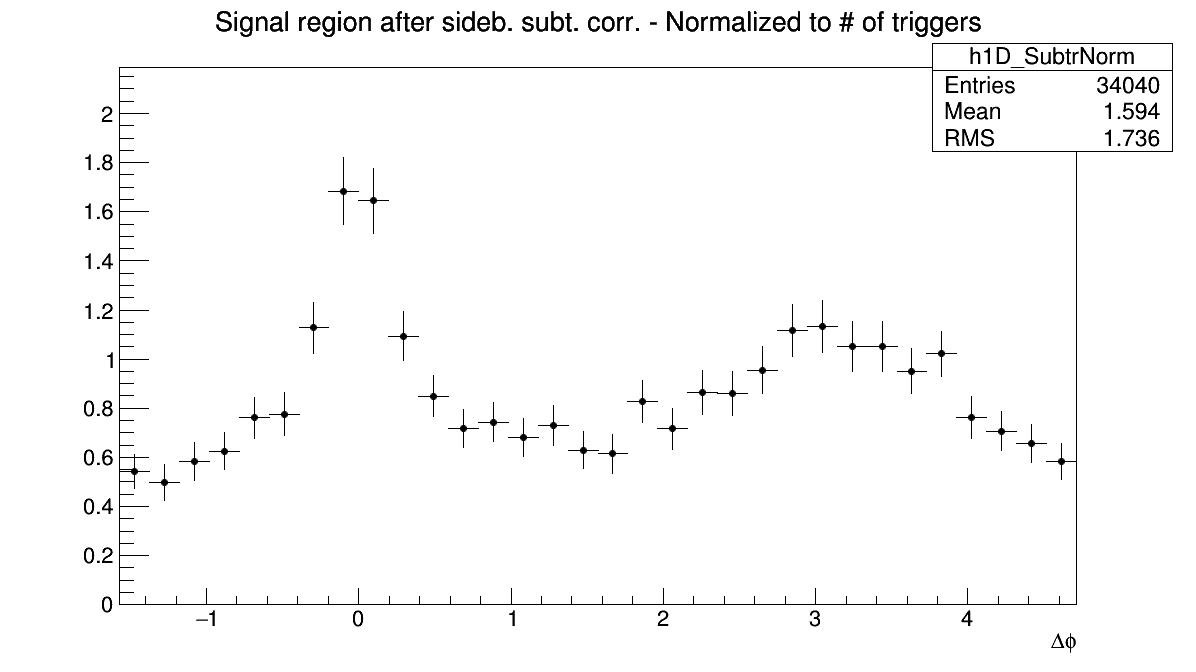 Signal region after sideb. subt. corr. - Normalized to # of triggers
h1D_SubtrNorm
Entries 34040
Mean 1.594
RMS 1.736
2
1.8
1.6
1.4
1.2
1
0.8
0.6
0.4
0.2
0
−1 0 1 2 3 4
Δϕ